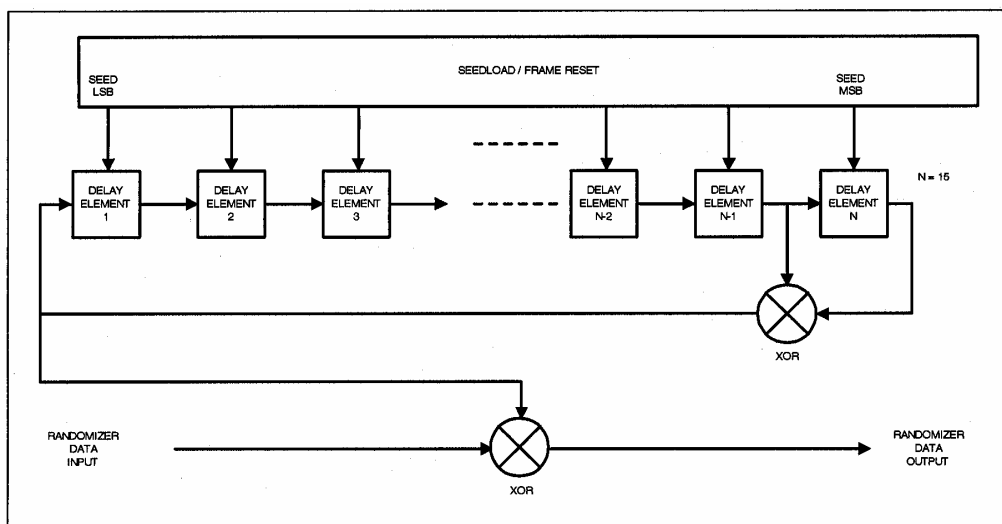 SEEDLOAD / FRAME RESET
SEED
LSB
SEED
MSB
DELAY
ELEMENT
1
DELAY
ELEMENT
2
DELAY
ELEMENT
3
DELAY
ELEMENT
N-2
DELAY
ELEMENT
N-1
DELAY
ELEMENT
N
N = 15
XOR
RANDOMIZER
DATA
INPUT
XOR
RANDOMIZER
DATA
OUTPUT